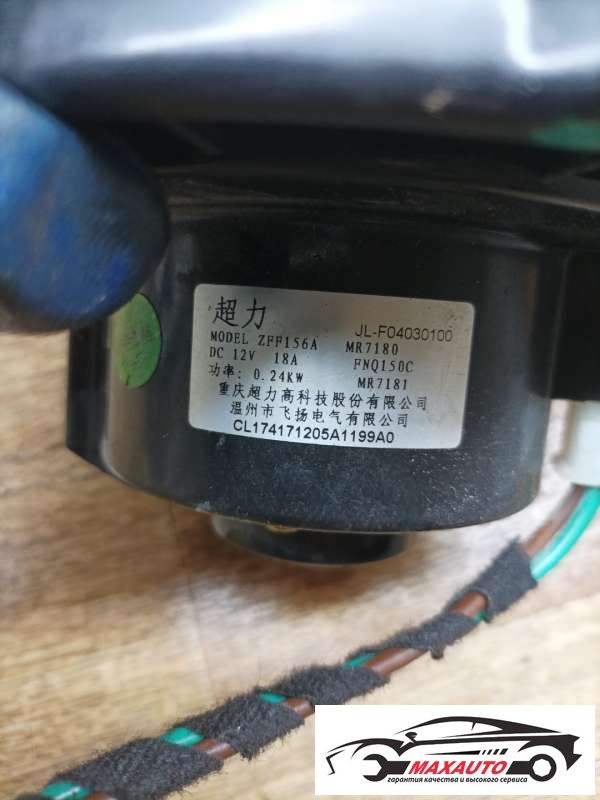 超力 JL-F04030100
MODEL ZFF156A MR7180
DC 12V 18A FNQ150C
功率: 0.24KW MR7181
重庆超力高科技股份有限公司
温州市飞扬电气有限公司
CL174171205A1199A0
MAXAUTO
гарантия качества и высокого сервиса